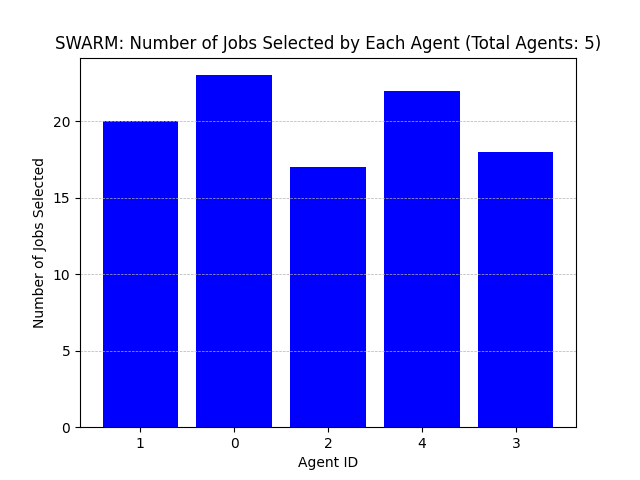 SWARM: Number of Jobs Selected by Each Agent (Total Agents: 5)
Number of Jobs Selected
20
15
10
5
0
1 0 2 4 3
Agent ID